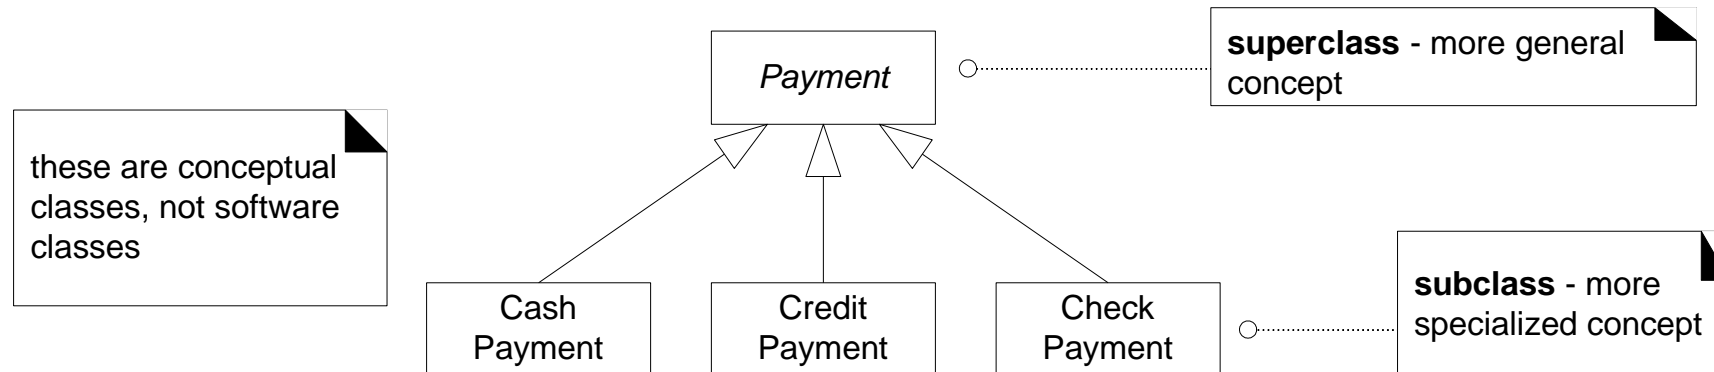 Payment
superclass - more general
concept
these are conceptual
classes, not software
classes
Cash
Payment
Credit
Payment
Check
Payment
subclass - more
specialized concept